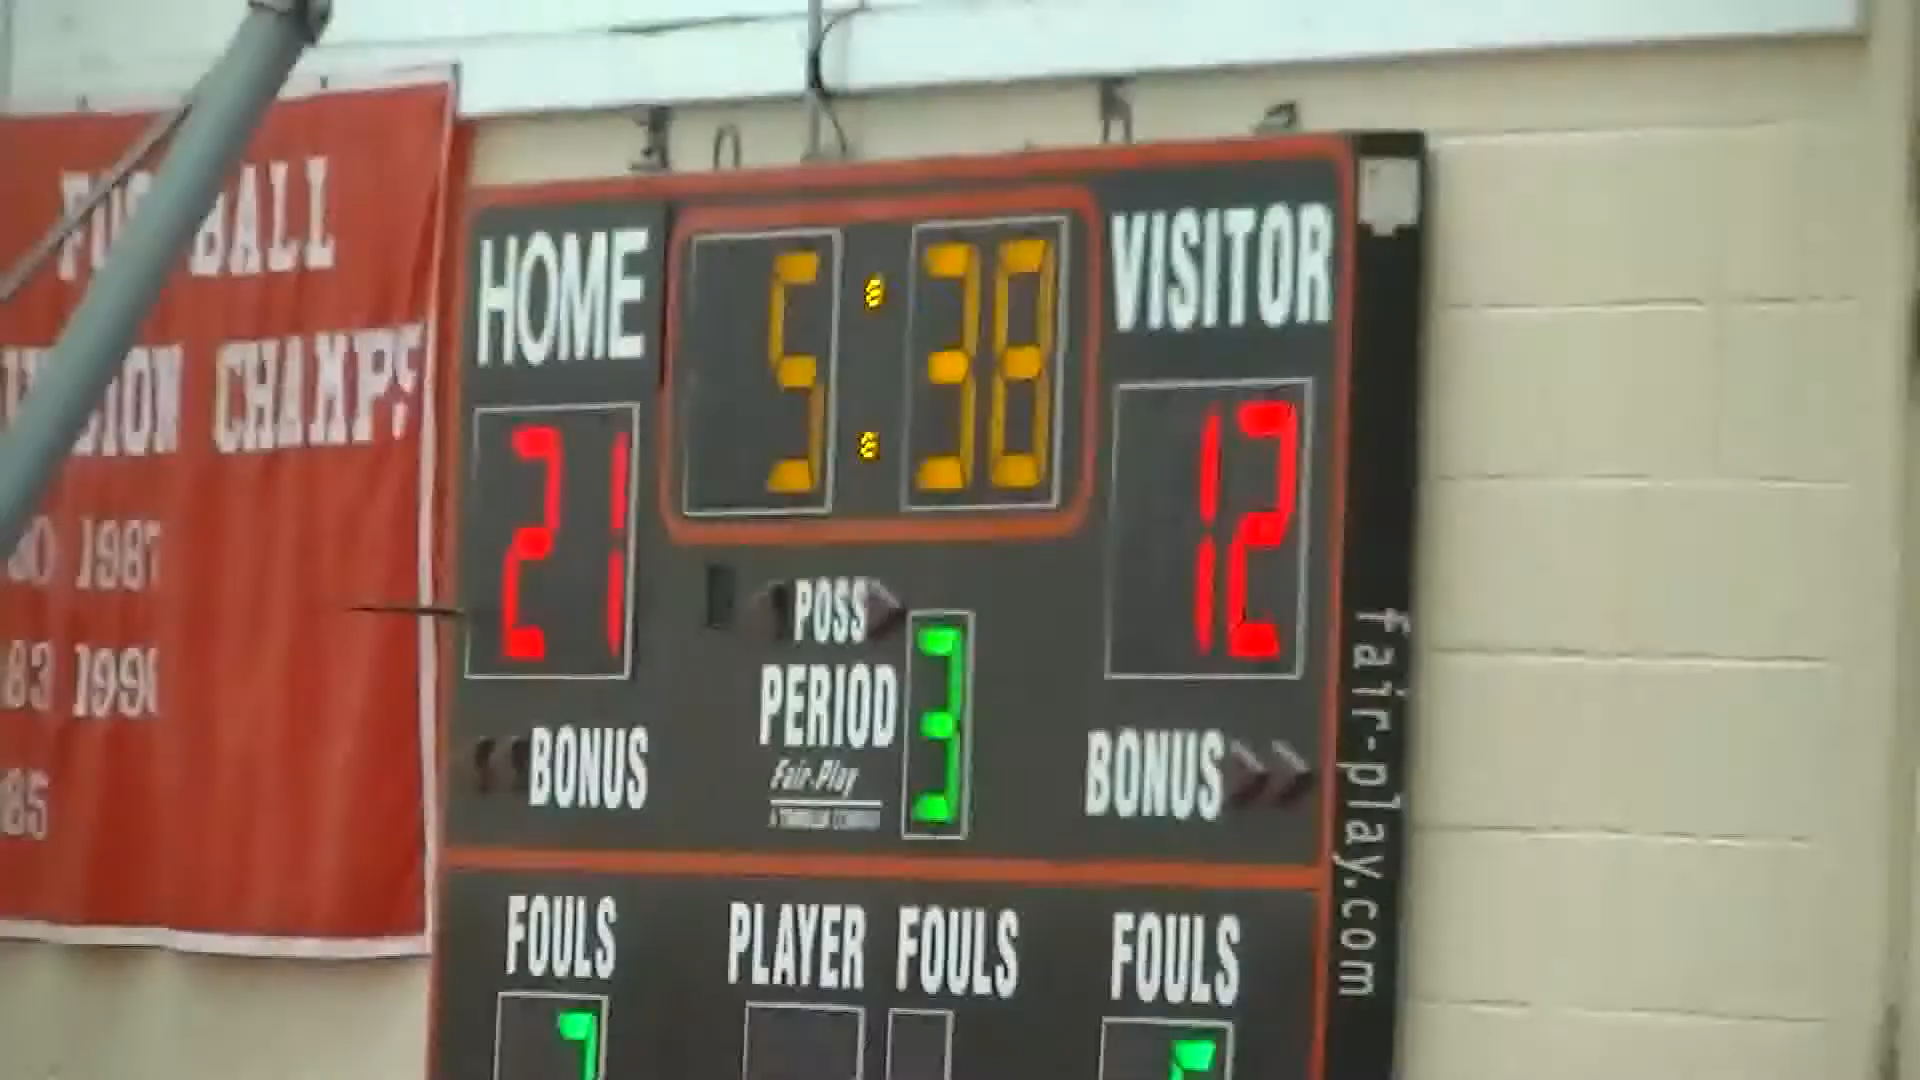 CHAMPS
1987
83 1990
HOME
5:38
VISITOR
21
12
POSS
PERIOD
3
Fair-Play
BONUS
BONUS
fair-play.com
FOULS
PLAYER FOULS
FOULS